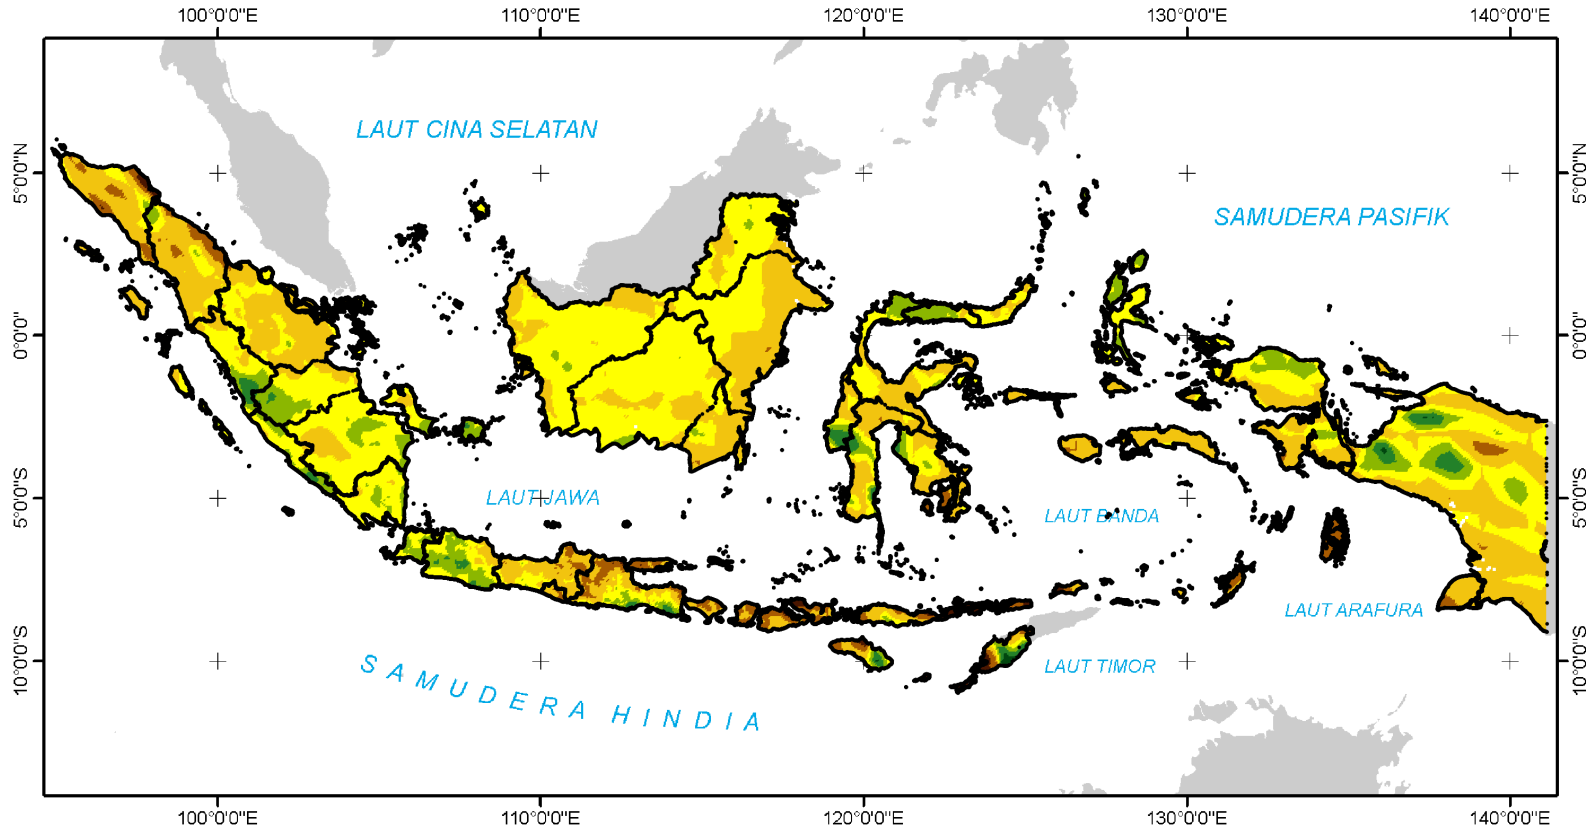 100°0'0"E 110°0'0"E 120°0'0"E 130°0'0"E 140°0'0"E
LAUT CINA SELATAN
5°0'0"N 5°0'0"N
SAMUDERA PASIFIK
0°0'0" 0°0'0"
5°0'0"S 5°0'0"S
LAUT JAWA
LAUT BANDA
LAUT ARAFURA
10°0'0"S 10°0'0"S
LAUT TIMOR
SAMUDERA HINDIA
100°0'0"E 110°0'0"E 120°0'0"E 130°0'0"E 140°0'0"E